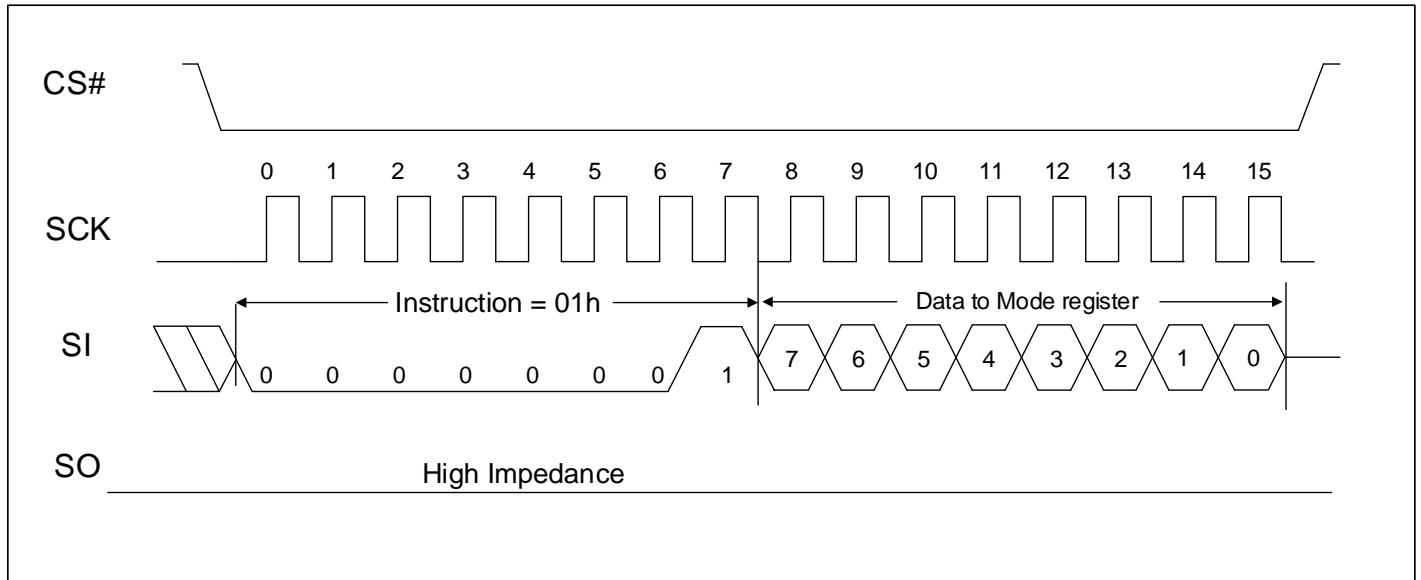 CS#
0 1 2 3 4 5 6 7 8 9 10 11 12 13 14 15
SCK
Instruction = 01h Data to Mode register
SI
0 0 0 0 0 0 0 1 7 6 5 4 3 2 1 0
SO
High Impedance